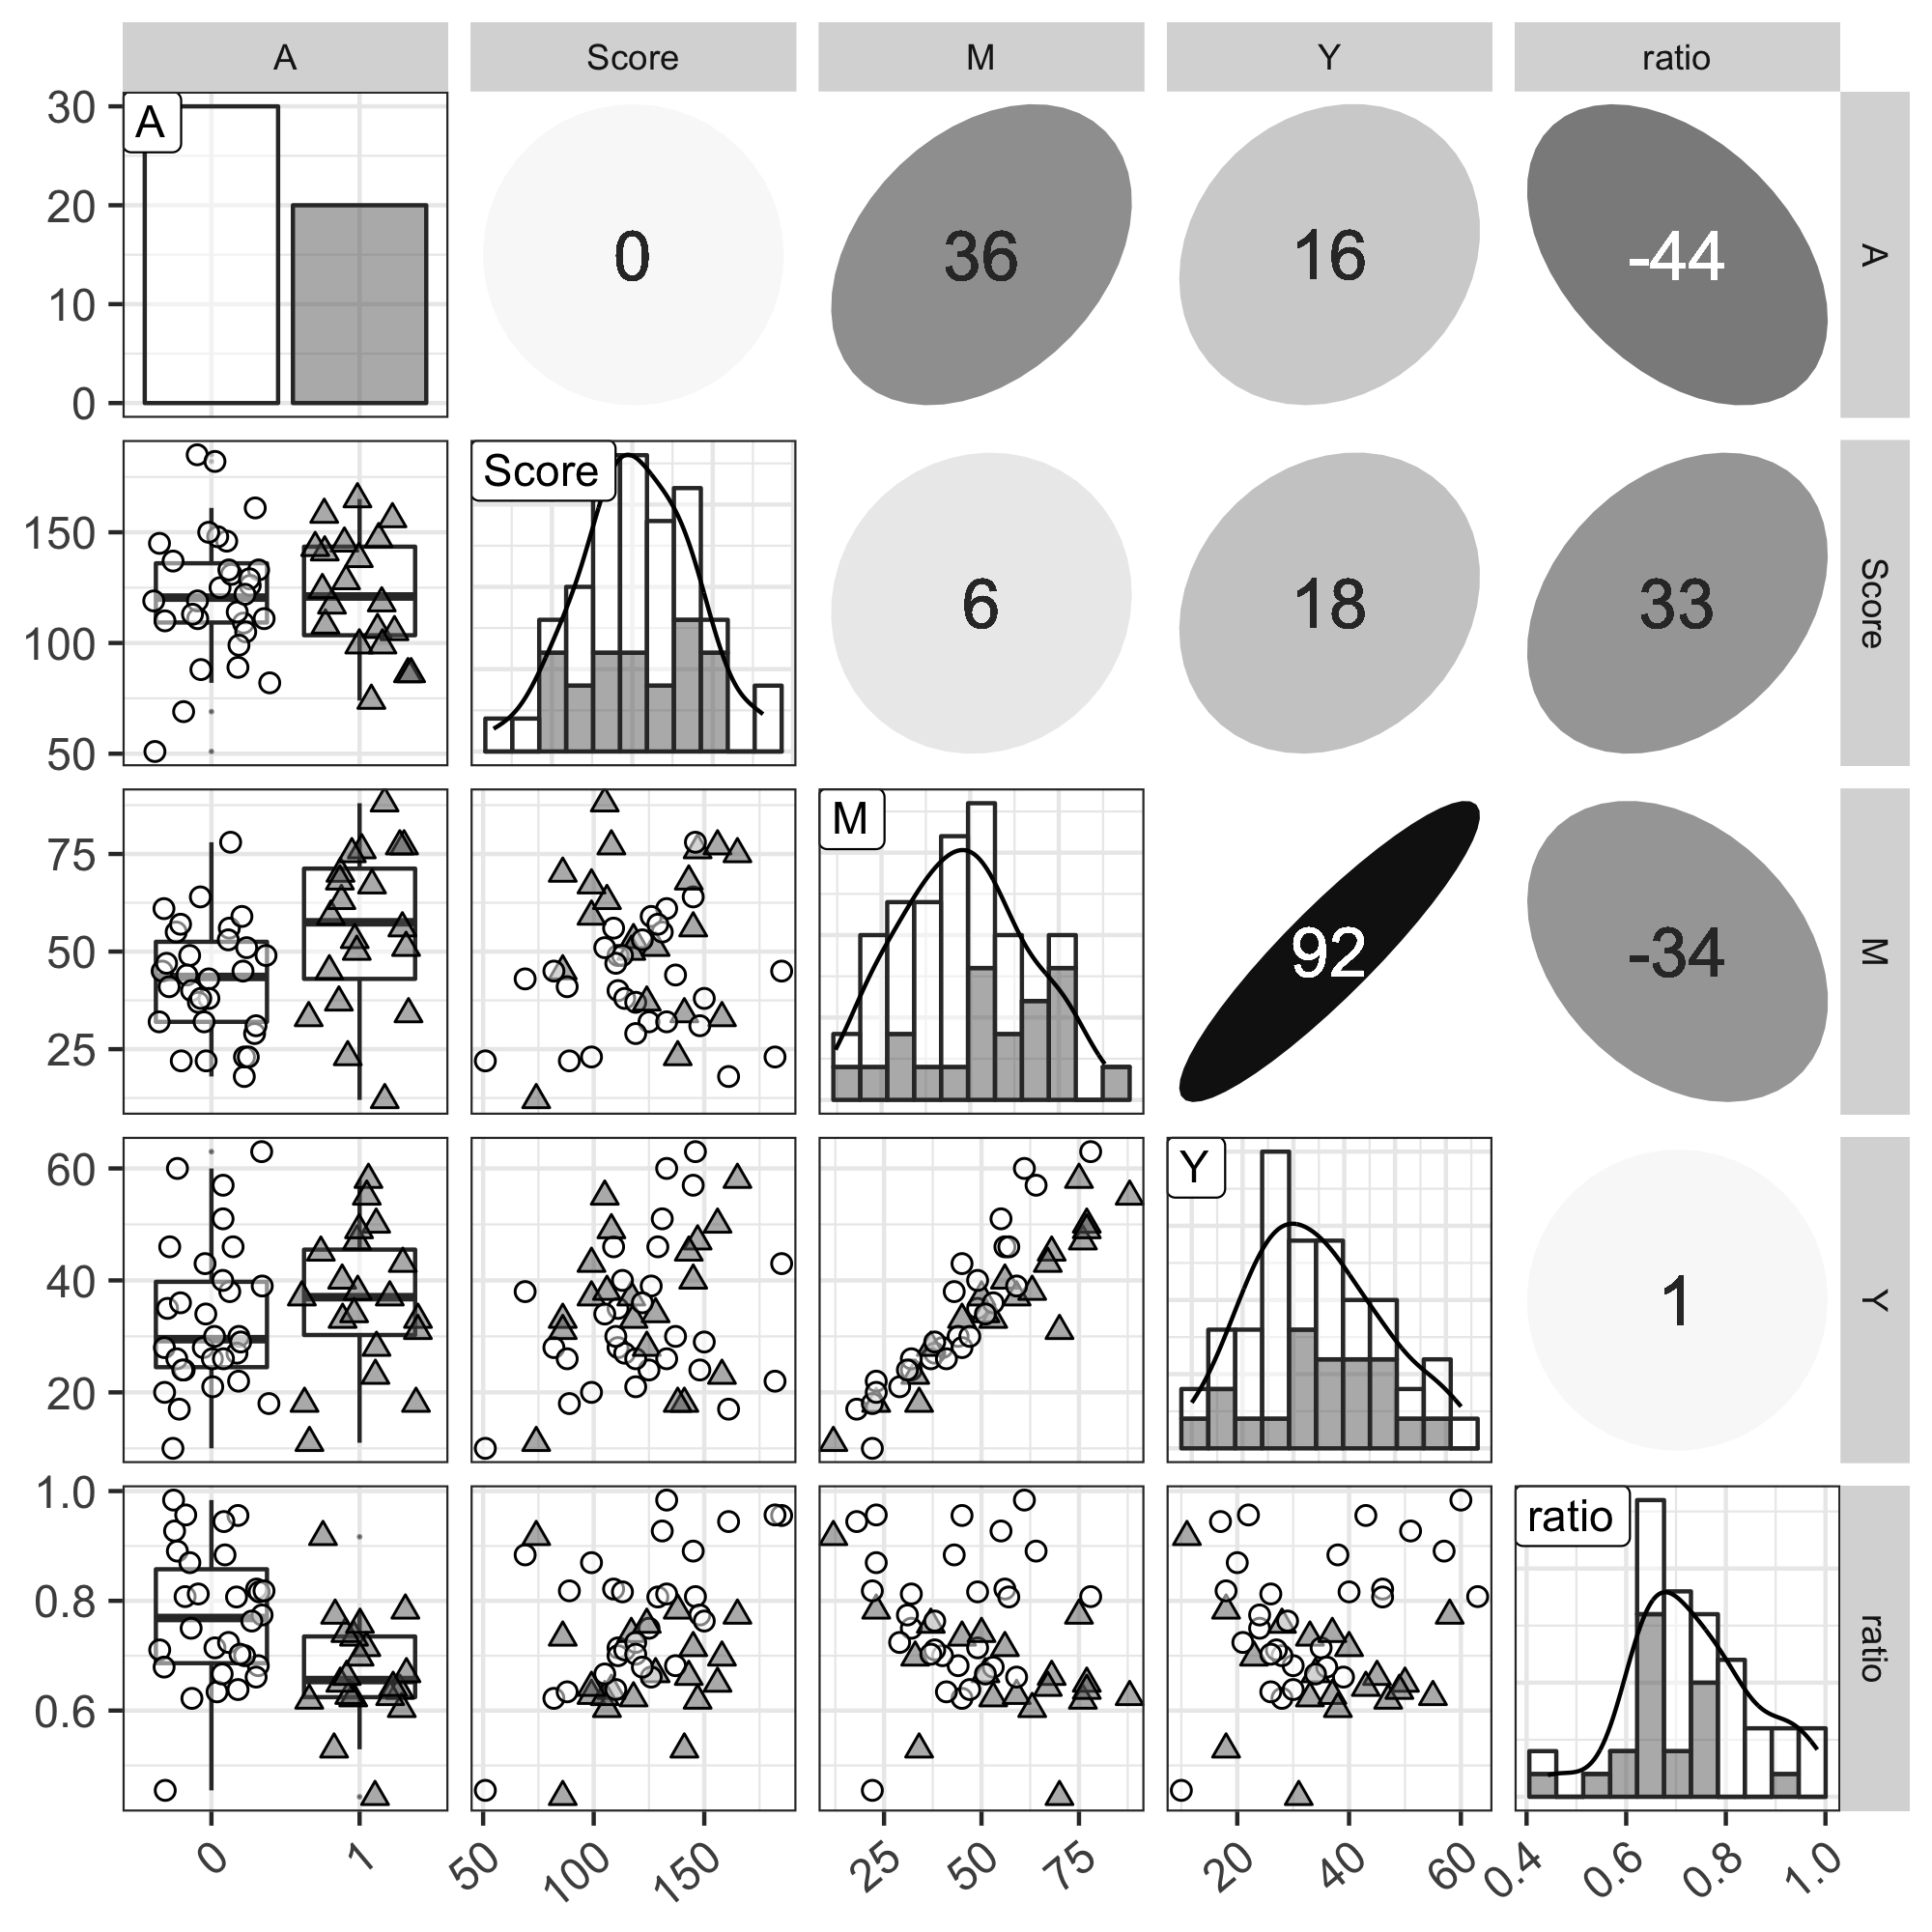 A Score M Y ratio
30 A
20 0 36 16 -44 A
10
0
Score
150
100 6 18 33 Score
50
M
75
50 92 -34 M
25
Y
60
40 1 Y
20
1.0 ratio
0.8
0.6 ratio
0 1 50 100 150 25 50 75 20 40 60 0.4 0.6 0.8 1.0